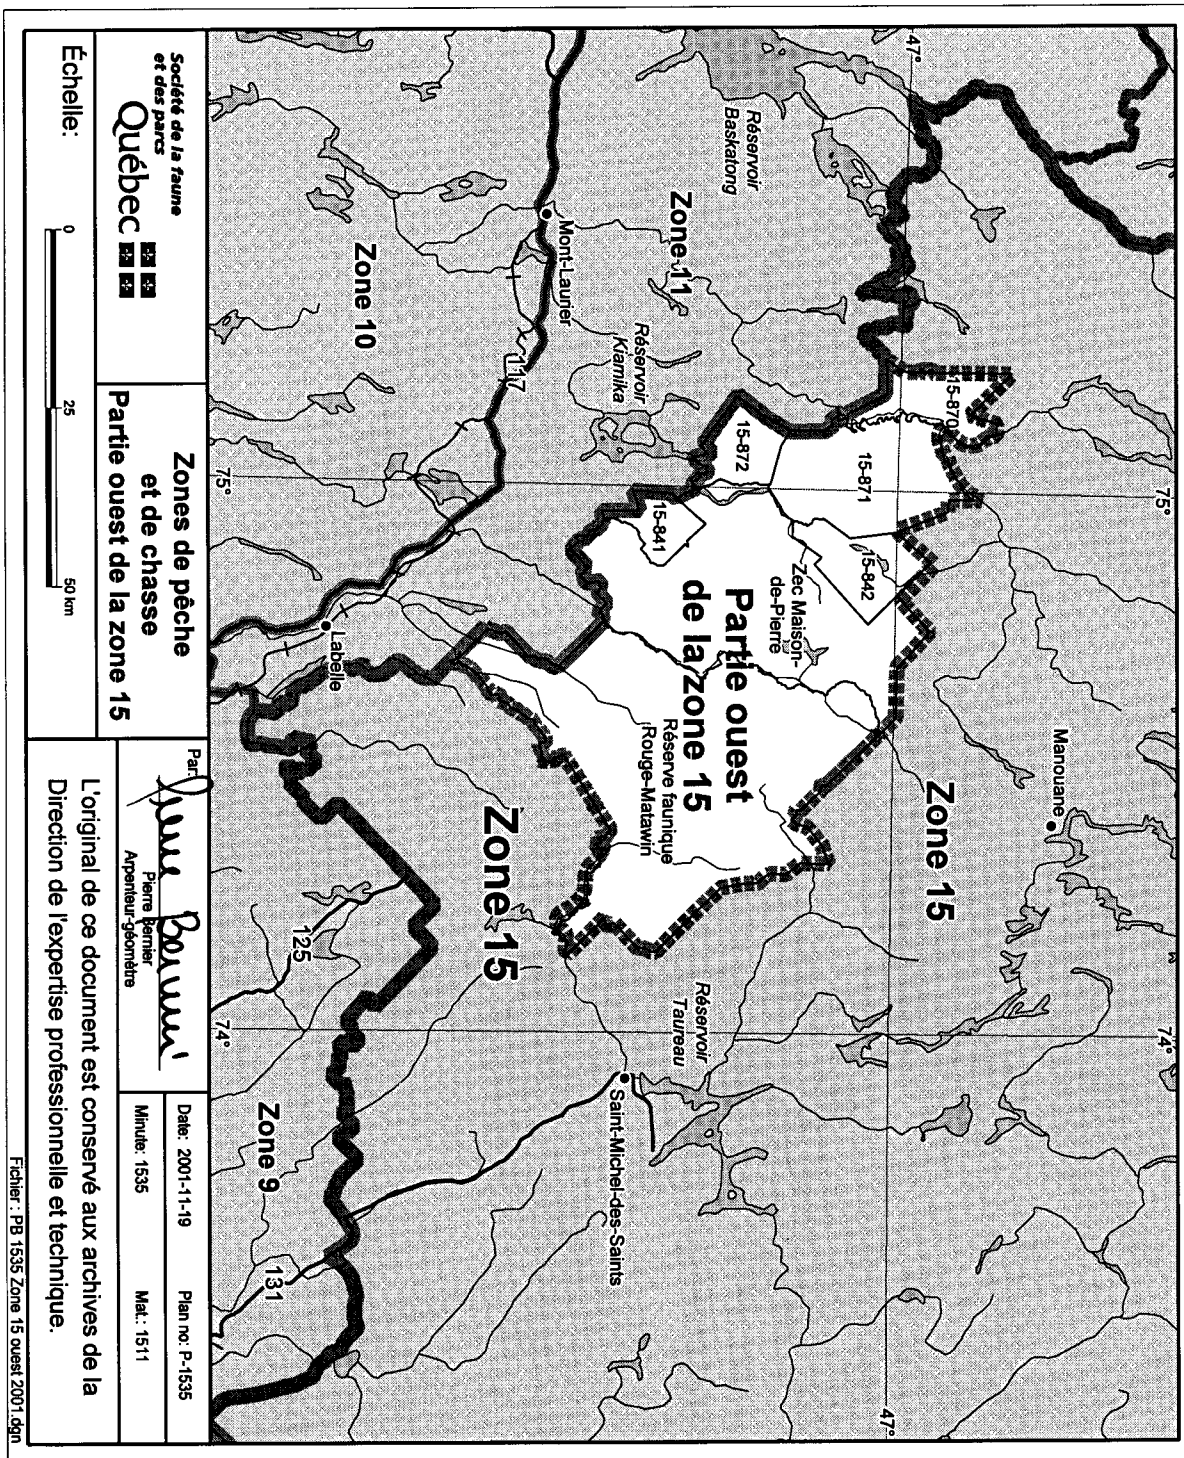 47°
75°
74°
Réservoir
Baskatong
Zone 11
Mont-Laurier
Zone 10
Réservoir
Kiamika
117
15-870
15-871
15-872
15-841
15-842
Zec Maison-
de-Pierre
Partie ouest
de la zone 15
Réserve faunique
Rouge-Matawin
Manouane
Zone 15
Zone 15
Labelle
Réservoir
Taureau
Saint-Michel-des-Saints
125
131
Zone 9
75°
74°
47°
Société de la faune
et des parcs
Québec
Échelle:
0 25 50 km
Zones de pêche
et de chasse
Partie ouest de la zone 15
Par:
Pierre Bernier
Pierre Bernier
Arpenteur-géomètre
Date: 2001-11-19
Plan no: P-1535
Minute: 1535
Mat.: 1511
L'original de ce document est conservé aux archives de la
Direction de l'expertise professionnelle et technique.
Fichier : PB 1535 Zone 15 ouest 2001.dgn